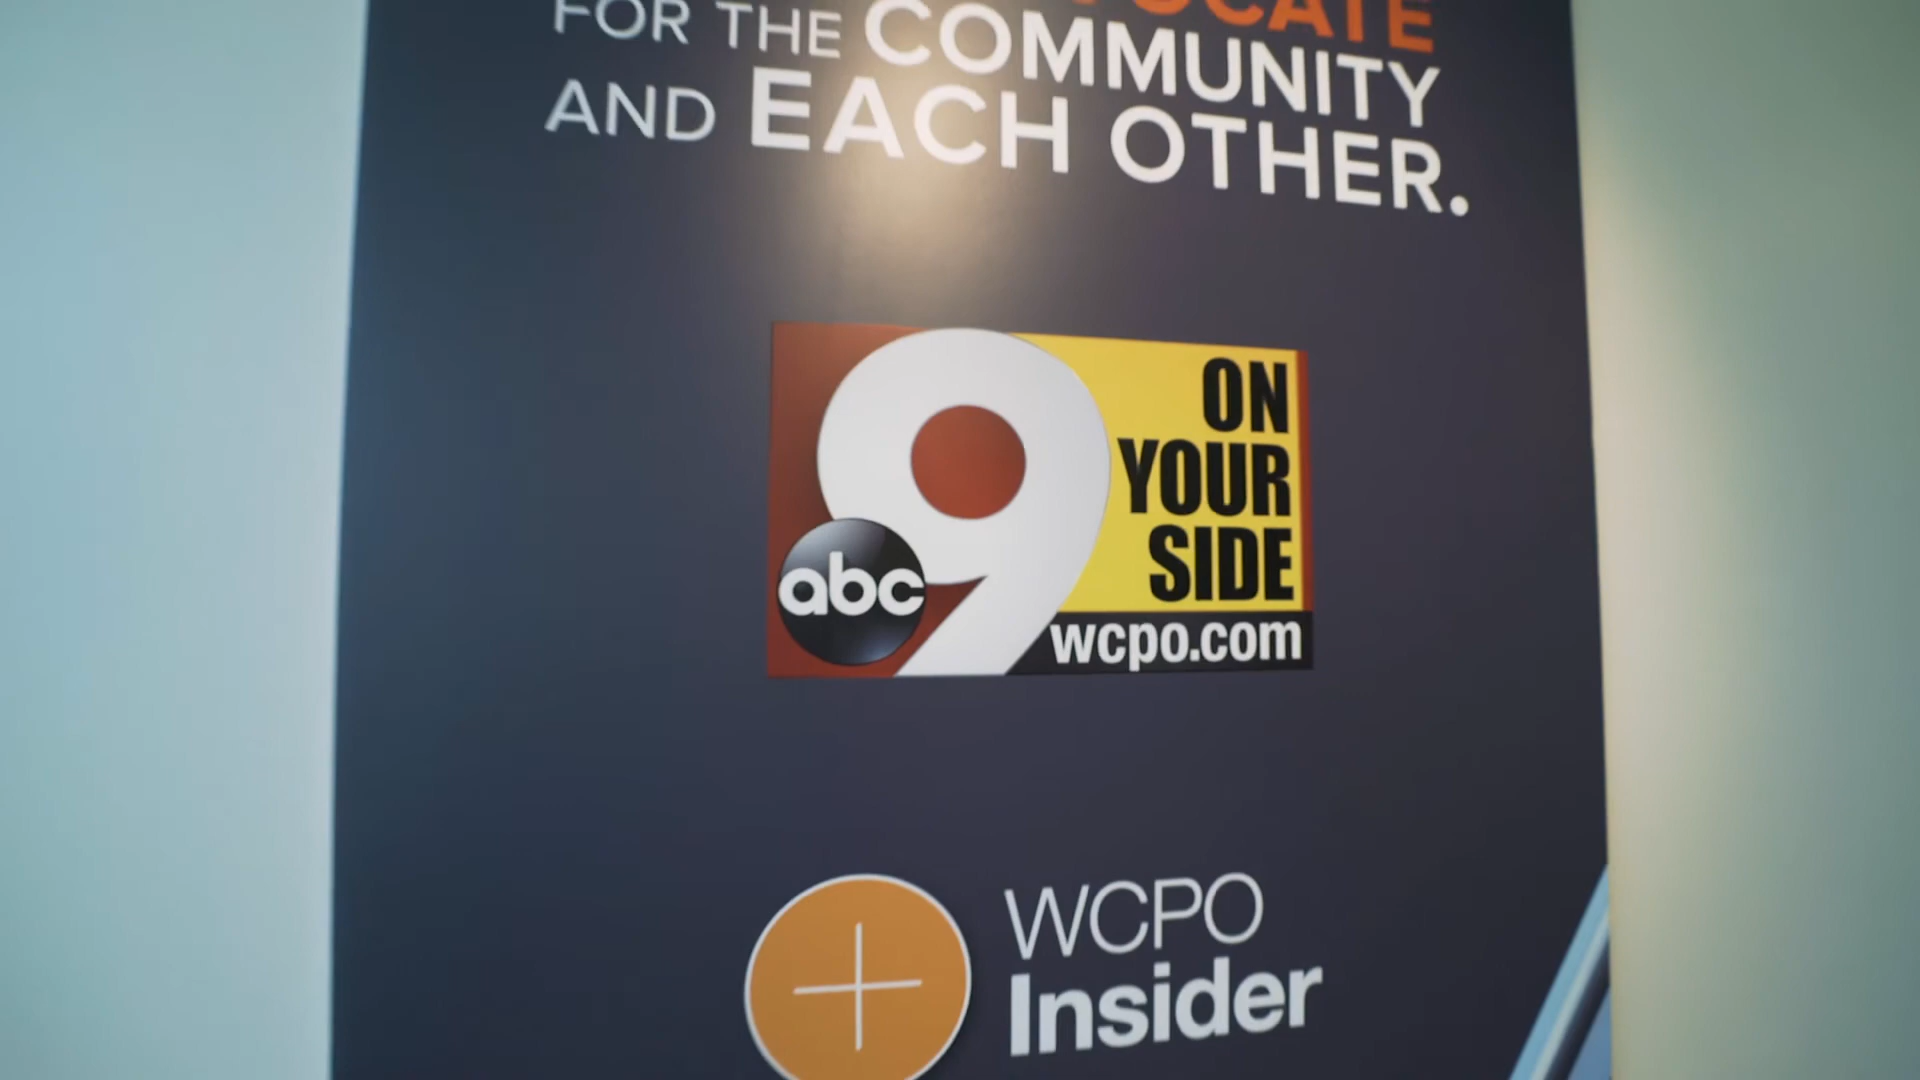 FOR THE COMMUNITY
AND EACH OTHER.
9
abc
ON
YOUR
SIDE
wcpo.com
WCPO
Insider